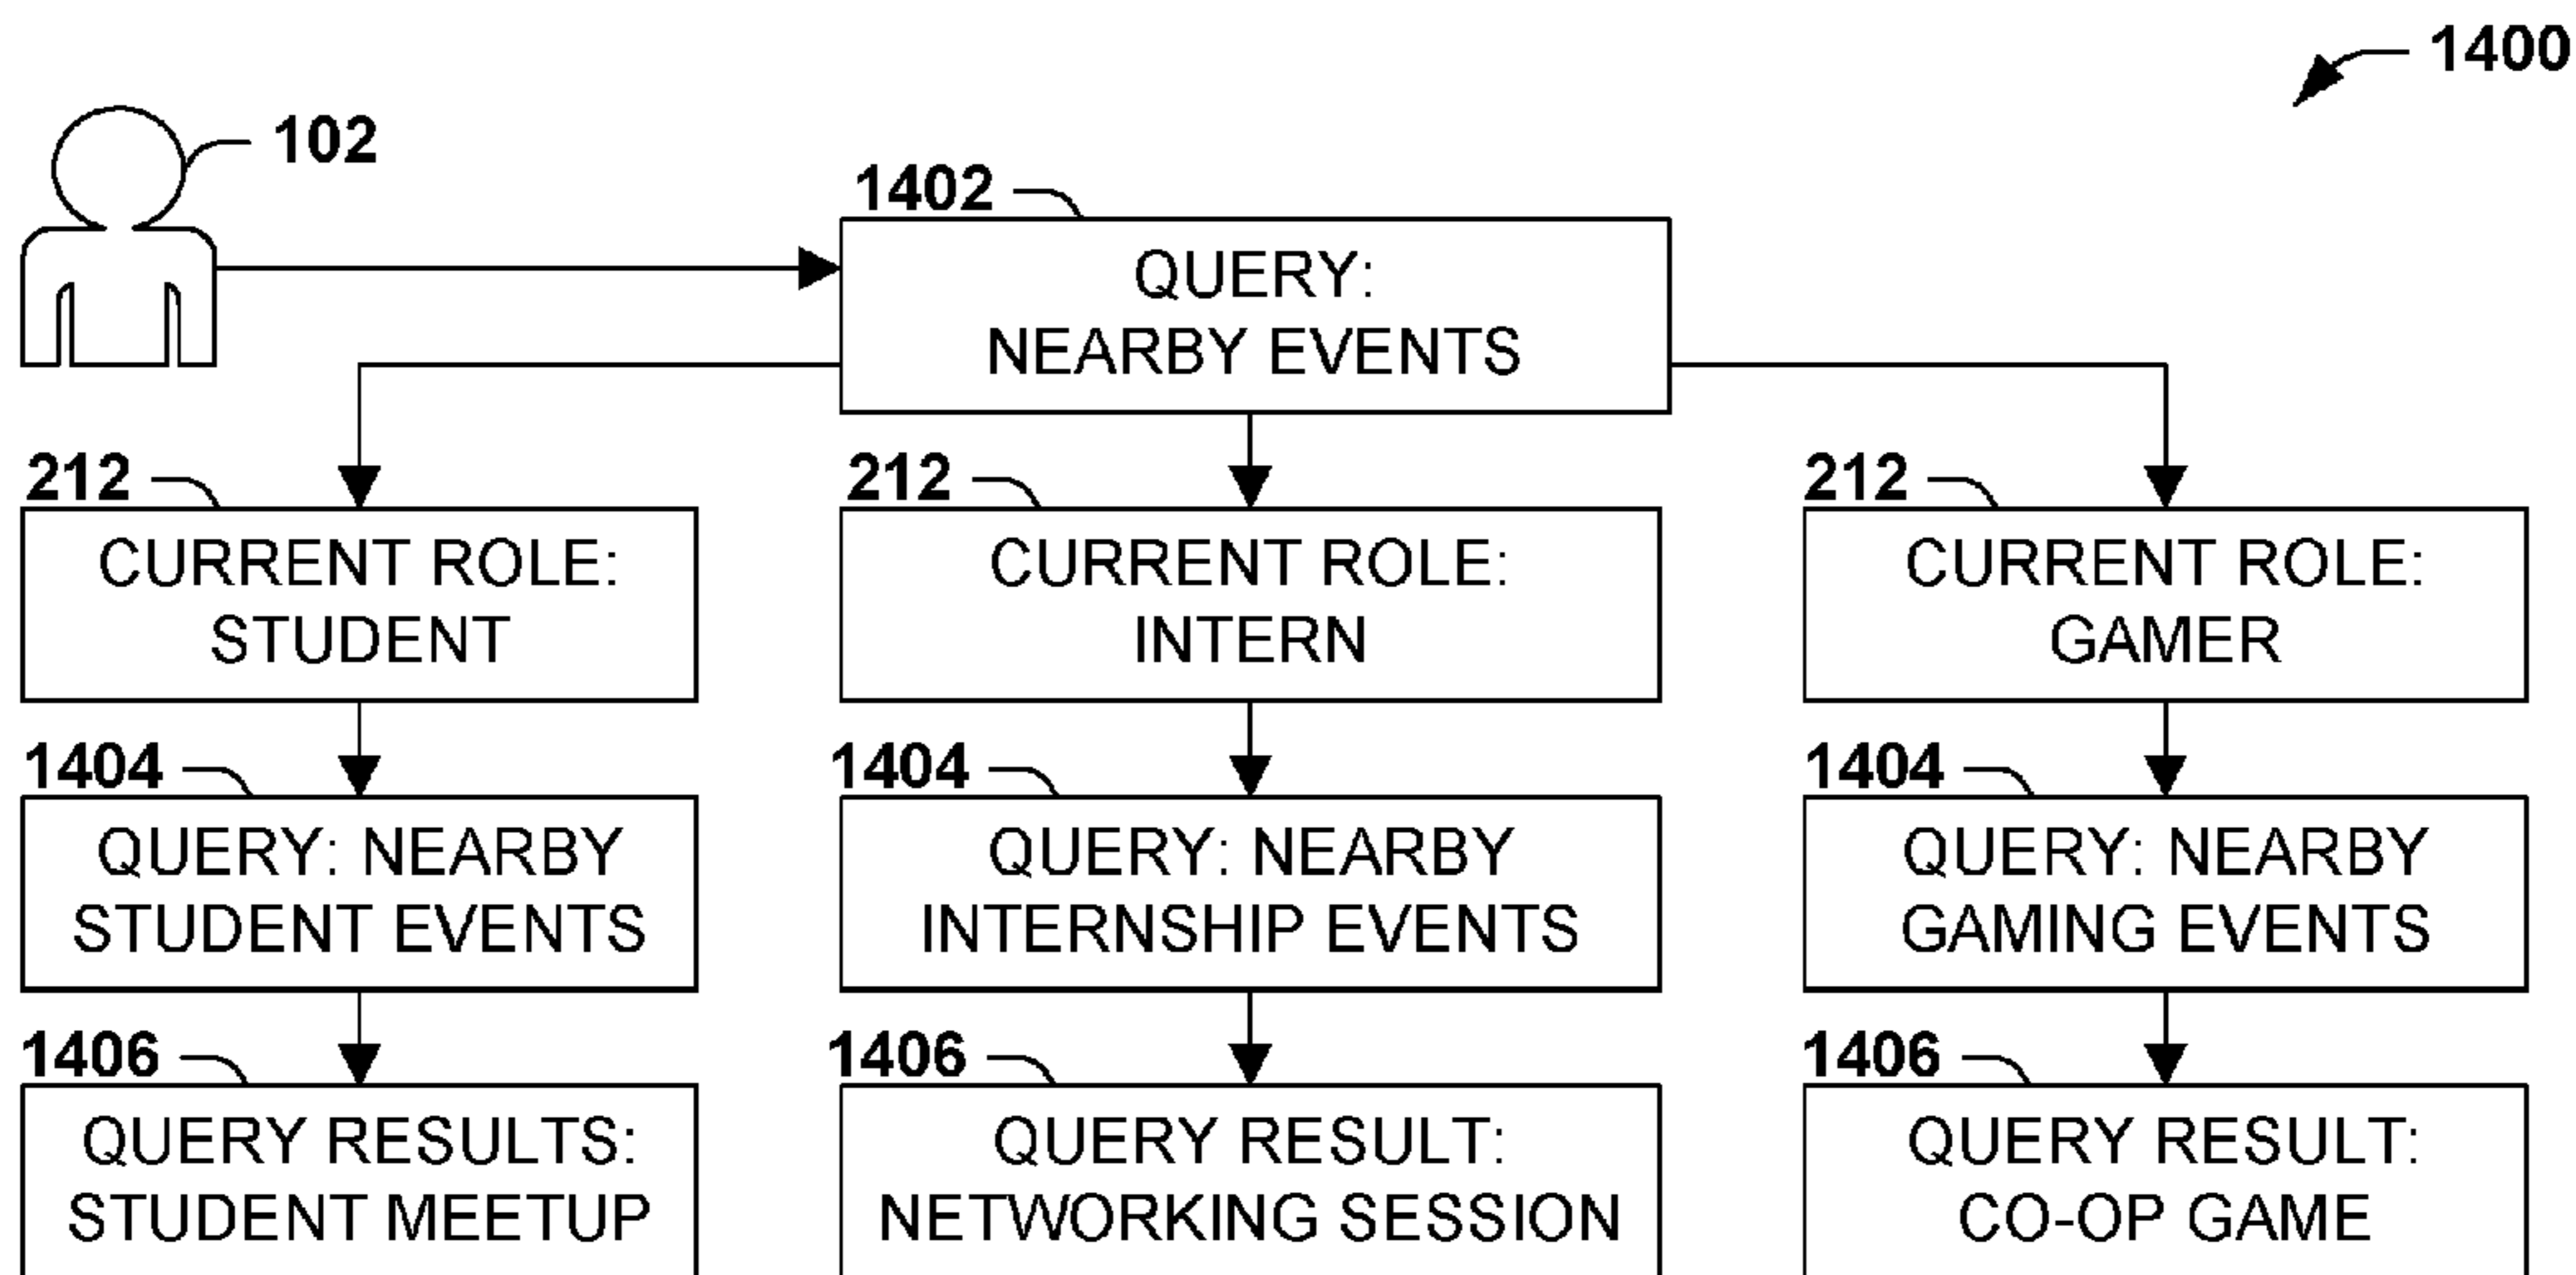 1400
102
1402
QUERY:
NEARBY EVENTS
212
CURRENT ROLE:
STUDENT
212
CURRENT ROLE:
INTERN
212
CURRENT ROLE:
GAMER
1404
QUERY: NEARBY
STUDENT EVENTS
1404
QUERY: NEARBY
INTERNSHIP EVENTS
1404
QUERY: NEARBY
GAMING EVENTS
1406
QUERY RESULTS:
STUDENT MEETUP
1406
QUERY RESULT:
NETWORKING SESSION
1406
QUERY RESULT:
CO-OP GAME